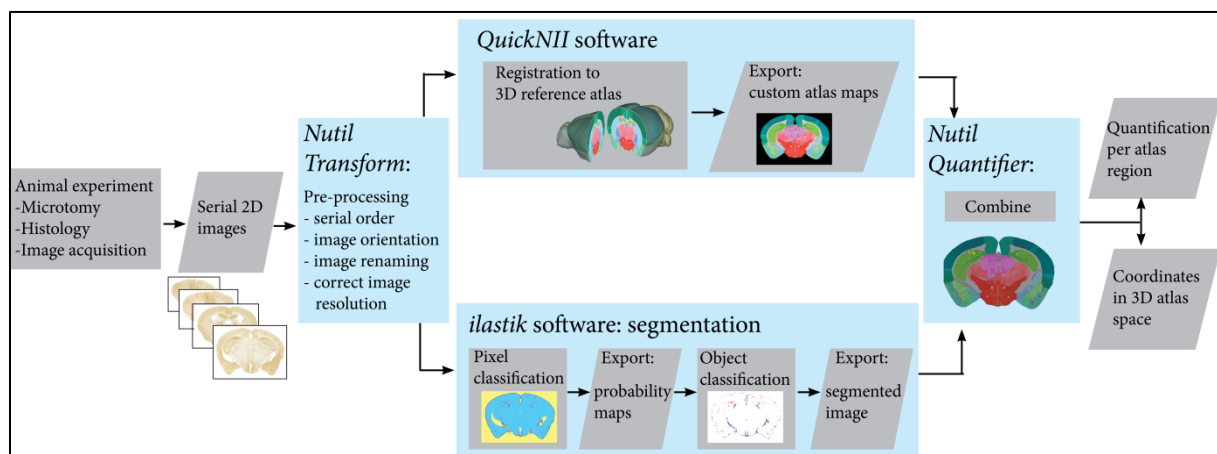 Animal experiment
-Microtomy
-Histology
-Image acquisition
Serial 2D
images
Nutil
Transform:
Pre-processing
- serial order
- image orientation
- image renaming
- correct image
resolution
QuickNII software
Registration to
3D reference atlas
Export:
custom atlas maps
ilastik software: segmentation
Pixel
classification
Export:
probability
maps
Object
classification
Export:
segmented
image
Nutil
Quantifier:
Combine
Quantification
per atlas
region
Coordinates
in 3D atlas
space